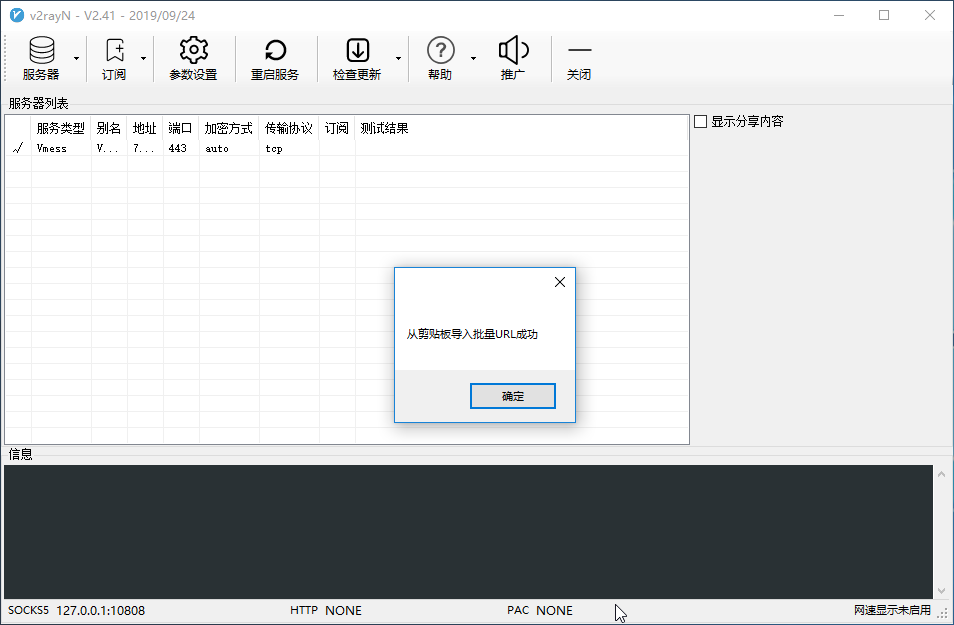 v2rayN - V2.41 - 2019/09/24
服务器 订阅 参数设置 重启服务 检查更新 帮助 推广 关闭
服务器列表
服务类型 别名 地址 端口 加密方式 传输协议 订阅 测试结果
Vmess V... 7... 443 auto tcp
显示分享内容
从剪贴板导入批量URL成功
确定
信息
SOCKS5 127.0.0.1:10808 HTTP NONE PAC NONE 网速显示未启用